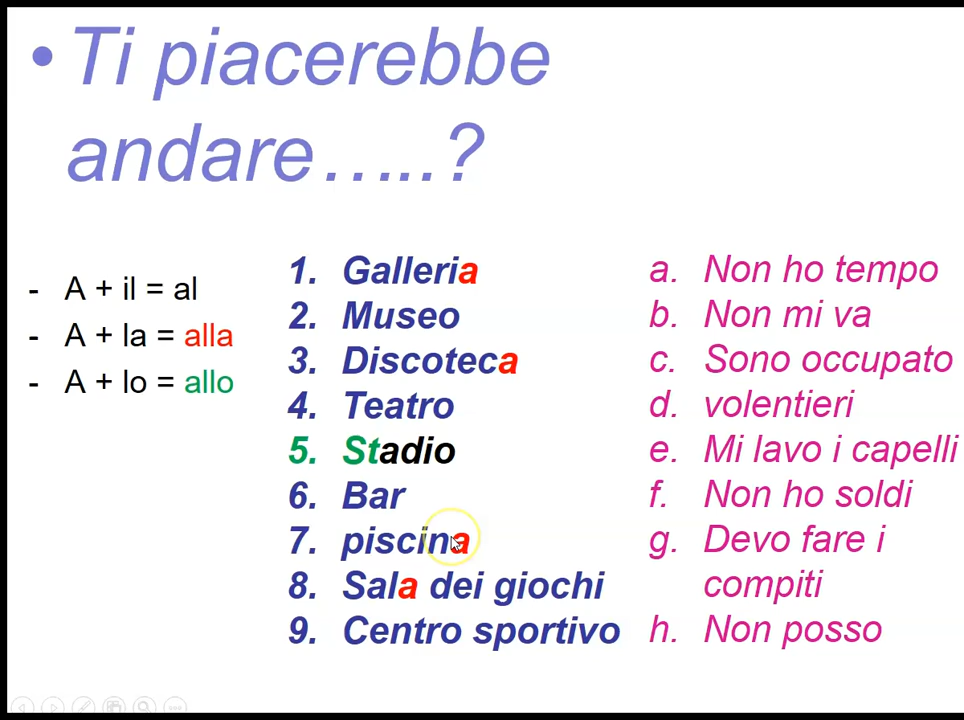 • Ti piacerebbe
andare…..?
- A + il = al
- A + la = alla
- A + lo = allo
1. Galleria
2. Museo
3. Discoteca
4. Teatro
5. Stadio
6. Bar
7. piscina
8. Sala dei giochi
9. Centro sportivo
a. Non ho tempo
b. Non mi va
c. Sono occupato
d. volentieri
e. Mi lavo i capelli
f. Non ho soldi
g. Devo fare i
compiti
h. Non posso